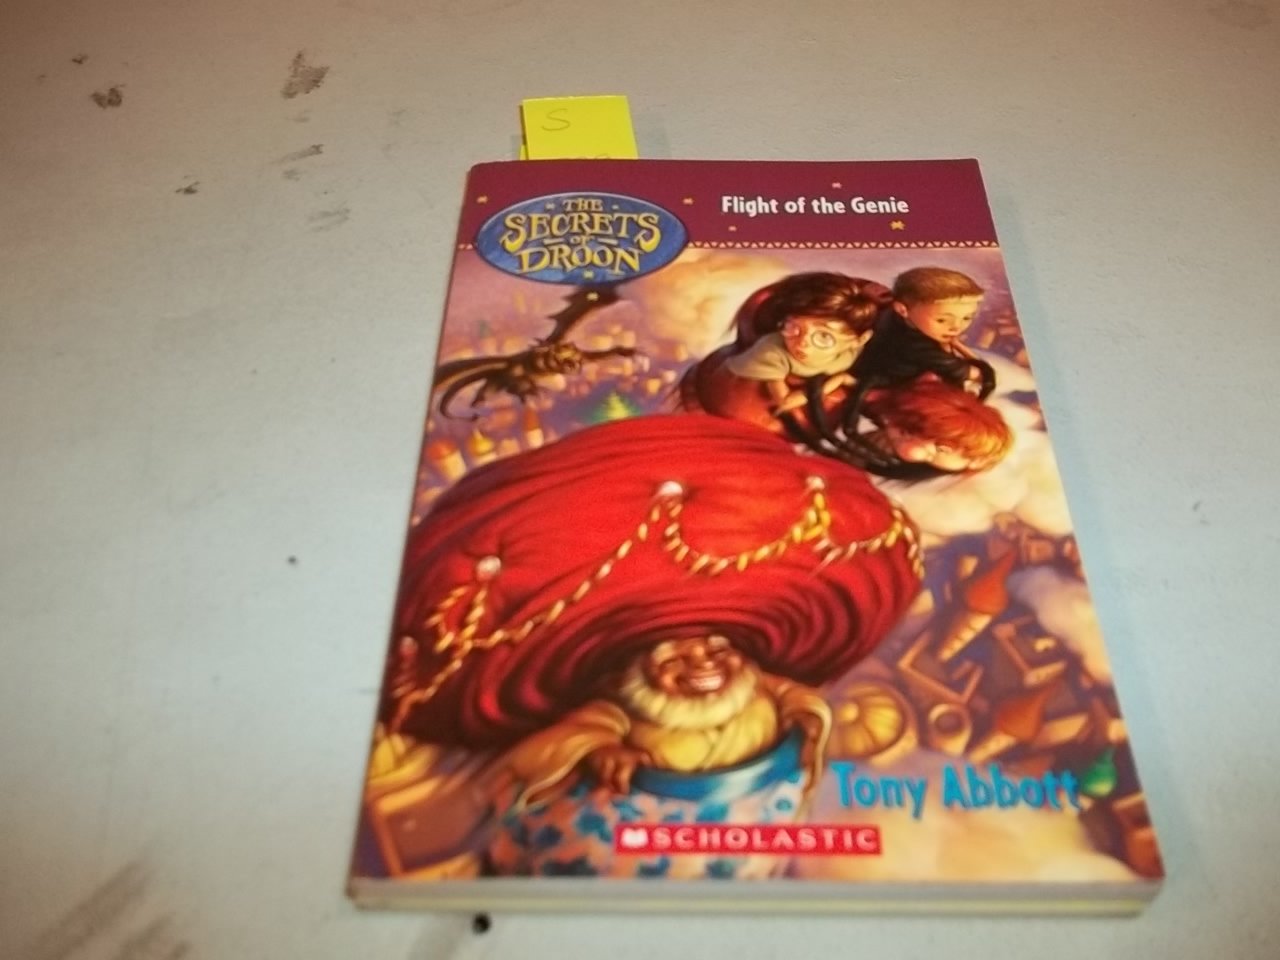 S
THE
SECRETS
OF
DROON
Flight of the Genie
Tony Abbott
SCHOLASTIC